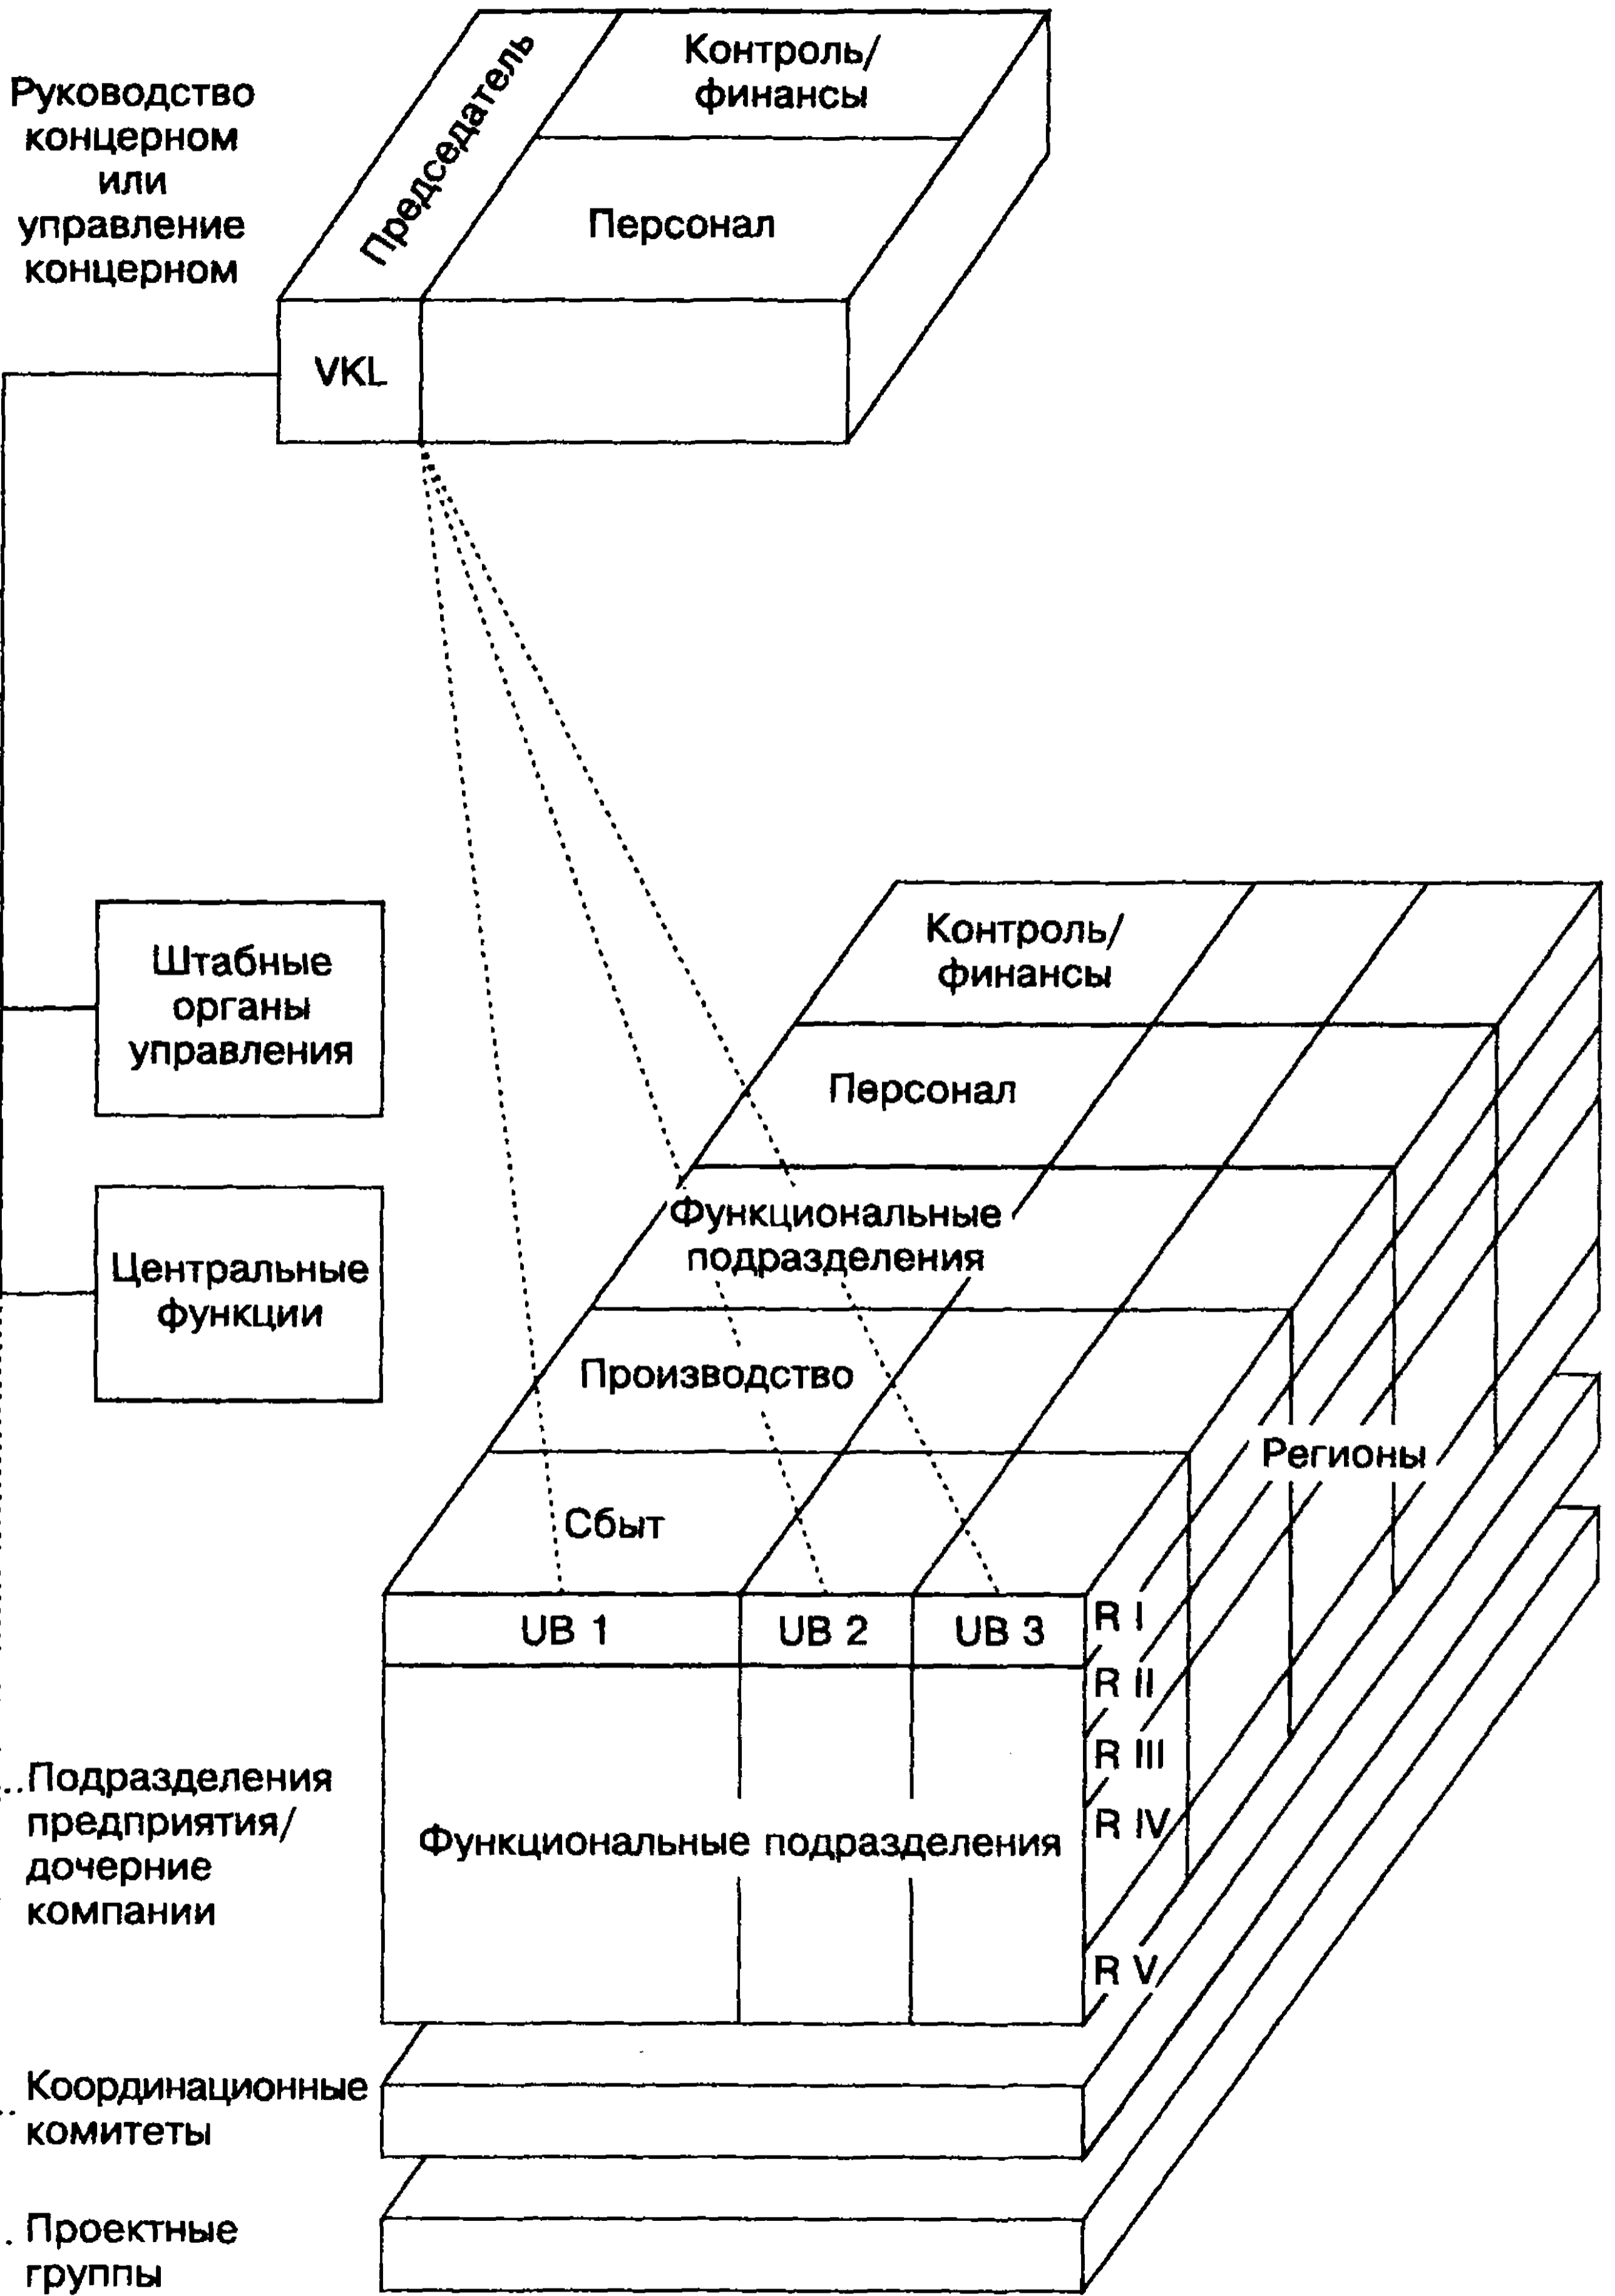 Руководство
концерном
или
управление
концерном
Председатель
Контроль/
финансы
Персонал
VKL
Штабные
органы
управления
Центральные
функции
Контроль/
финансы
Персонал
Функциональные
подразделения
Производство
Сбыт
Регионы
UB 1
UB 2
UB 3
R I
R II
R III
R IV
R V
Функциональные подразделения
Подразделения
предприятия/
дочерние
компании
Координационные
комитеты
Проектные
группы